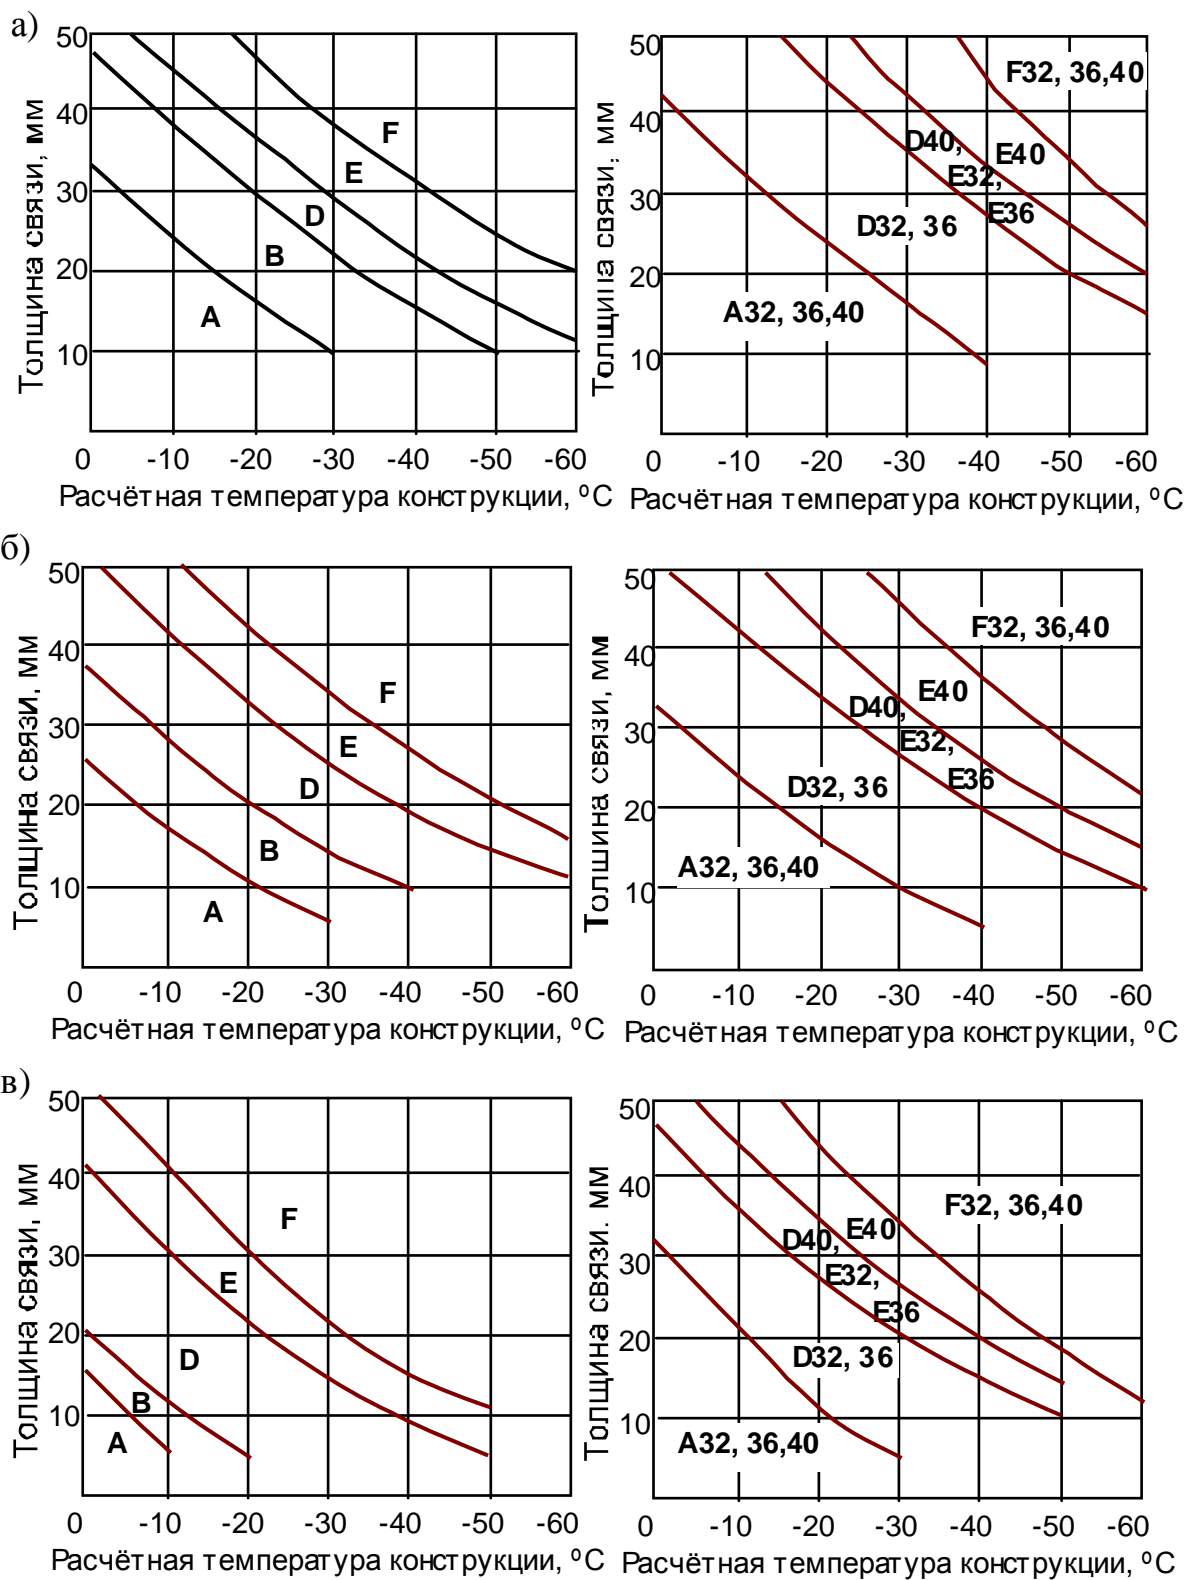 а)
50
40
30
20
10
0 -10 -20 -30 -40 -50 -60
Толщина связи, мм
F
E
D
B
A
Расчётная температура конструкции, ºС
50
40
30
20
10
0 -10 -20 -30 -40 -50 -60
Толщина связи, мм
F32, 36,40
E40
D40,
E32,
E36
D32, 36
A32, 36,40
Расчётная температура конструкции, ºС
б)
50
40
30
20
10
0 -10 -20 -30 -40 -50 -60
Толщина связи, мм
F
E
D
B
A
Расчётная температура конструкции, ºС
50
40
30
20
10
0 -10 -20 -30 -40 -50 -60
Толшина связи, мм
F32, 36,40
E40
D40,
E32,
E36
D32, 36
A32, 36,40
Расчётная температура конструкции, ºС
в)
50
40
30
20
10
0 -10 -20 -30 -40 -50 -60
Толщина связи, мм
F
E
D
B
A
Расчётная температура конструкции, ºС
50
40
30
20
10
0 -10 -20 -30 -40 -50 -60
Толщина связи. мм
F32, 36,40
E40
D40,
E32,
E36
D32, 36
A32, 36,40
Расчётная температура конструкции, ºС